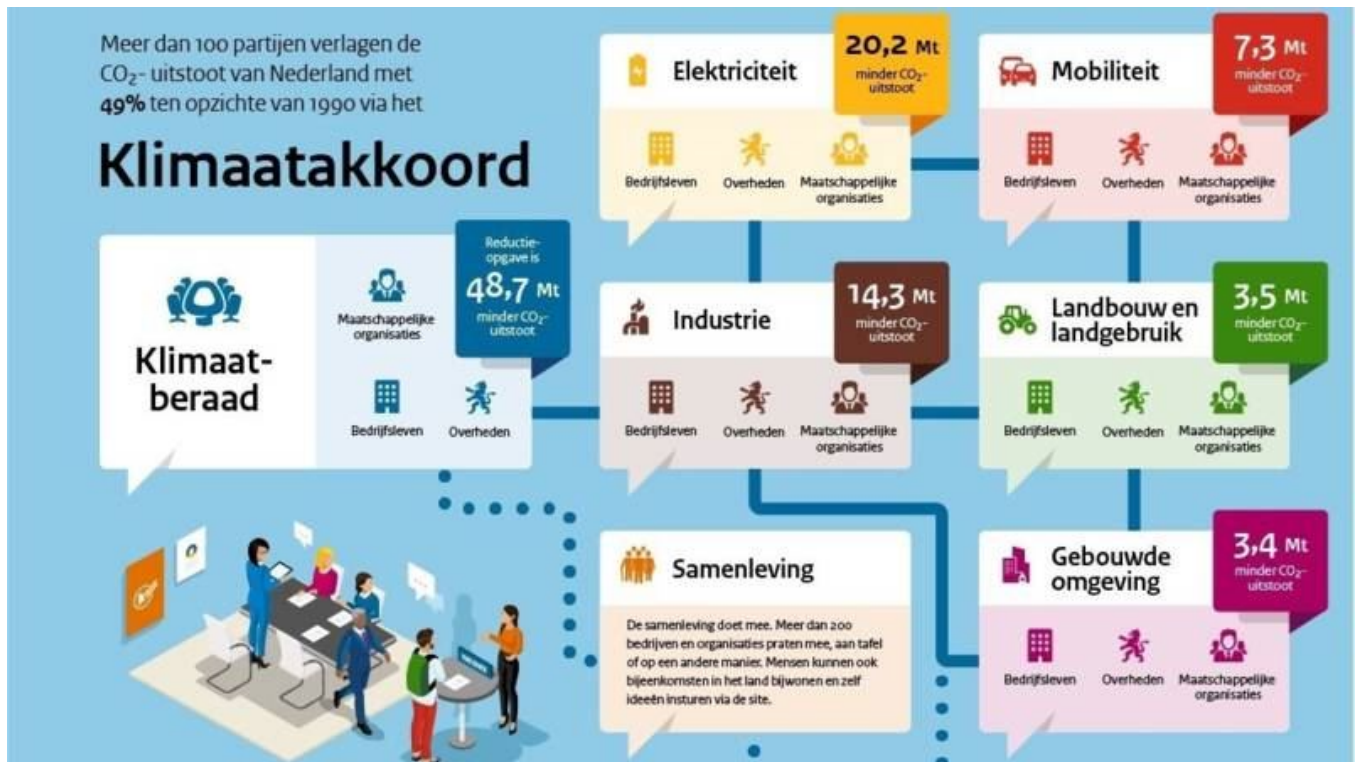 Meer dan 100 partijen verlagen de
CO₂- uitstoot van Nederland met
49% ten opzichte van 1990 via het
Klimaatakkoord
Klimaat-
beraad
Maatschappelijke
organisaties
Bedrijfsleven
Overheden
Reductie-
opgave is
48,7 Mt
minder CO₂-
uitstoot
Elektriciteit
20,2 Mt
minder CO₂-
uitstoot
Bedrijfsleven
Overheden
Maatschappelijke
organisaties
Mobiliteit
7,3 Mt
minder CO₂-
uitstoot
Bedrijfsleven
Overheden
Maatschappelijke
organisaties
Industrie
14,3 Mt
minder CO₂-
uitstoot
Bedrijfsleven
Overheden
Maatschappelijke
organisaties
Landbouw en
landgebruik
3,5 Mt
minder CO₂-
uitstoot
Bedrijfsleven
Overheden
Maatschappelijke
organisaties
Samenleving
De samenleving doet mee. Meer dan 200
bedrijven en organisaties praten mee, aan tafel
of op een andere manier. Mensen kunnen ook
bijeenkomsten in het land bijwonen en zelf
ideeën insturen via de site.
Gebouwde
omgeving
3,4 Mt
minder CO₂-
uitstoot
Bedrijfsleven
Overheden
Maatschappelijke
organisaties